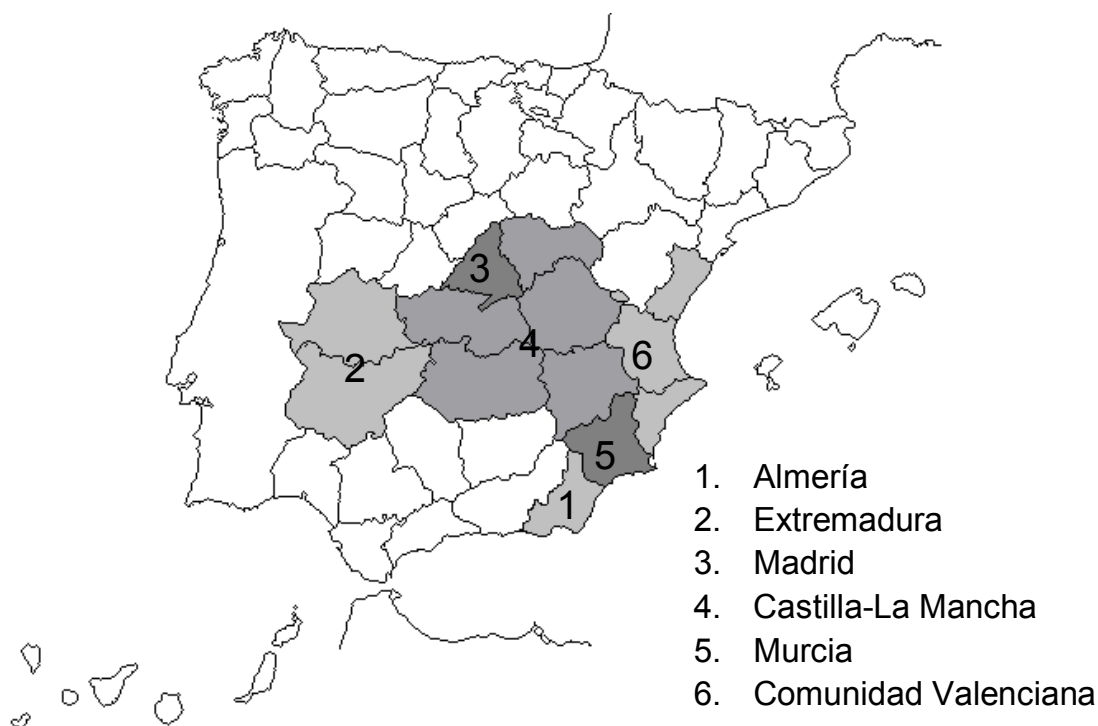 3
4
6
2
5
1
1. Almería
2. Extremadura
3. Madrid
4. Castilla-La Mancha
5. Murcia
6. Comunidad Valenciana